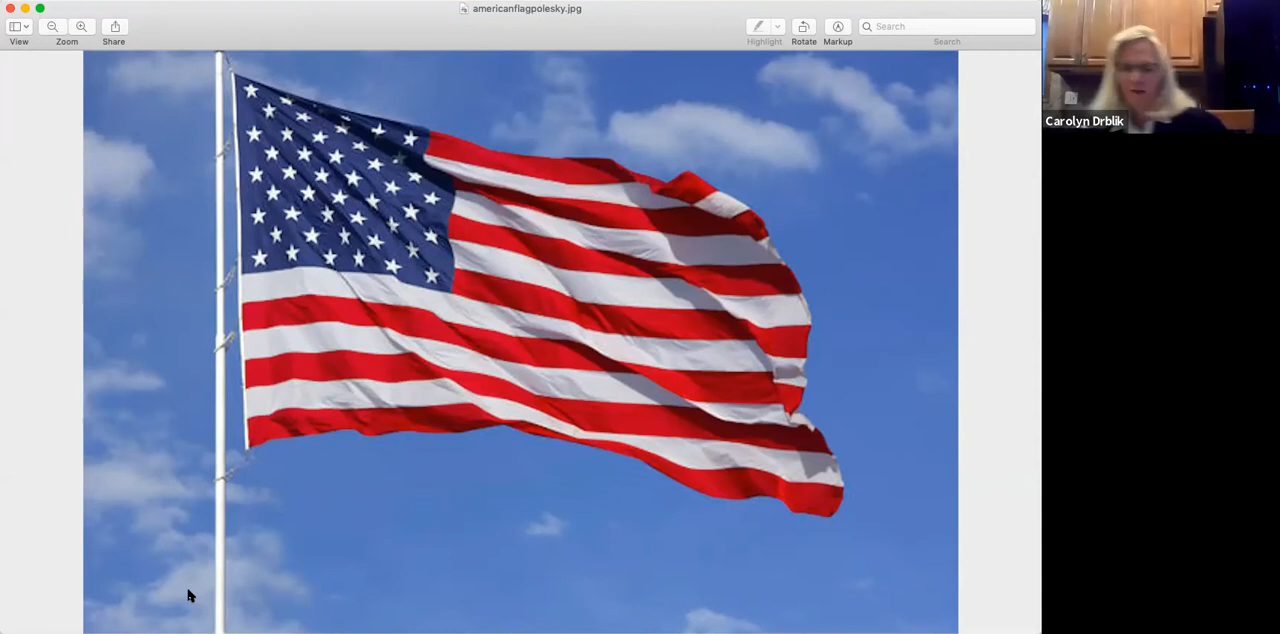 americanflagpolesky.jpg
Search
View
Zoom
Share
Highlight
Rotate
Markup
Search
Carolyn Drblik